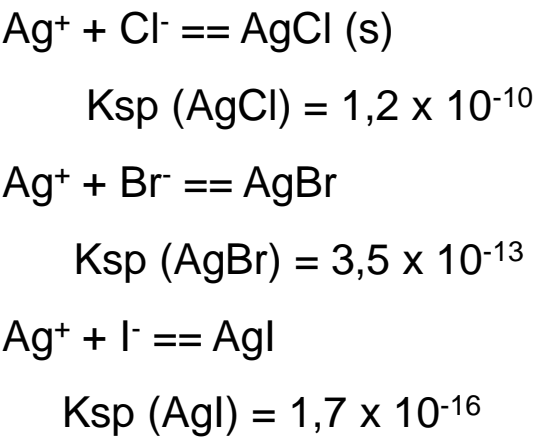 Ag⁺ + Cl⁻ == AgCl (s)
Ksp (AgCl) = 1,2 x 10⁻¹⁰
Ag⁺ + Br⁻ == AgBr
Ksp (AgBr) = 3,5 x 10⁻¹³
Ag⁺ + I⁻ == AgI
Ksp (AgI) = 1,7 x 10⁻¹⁶